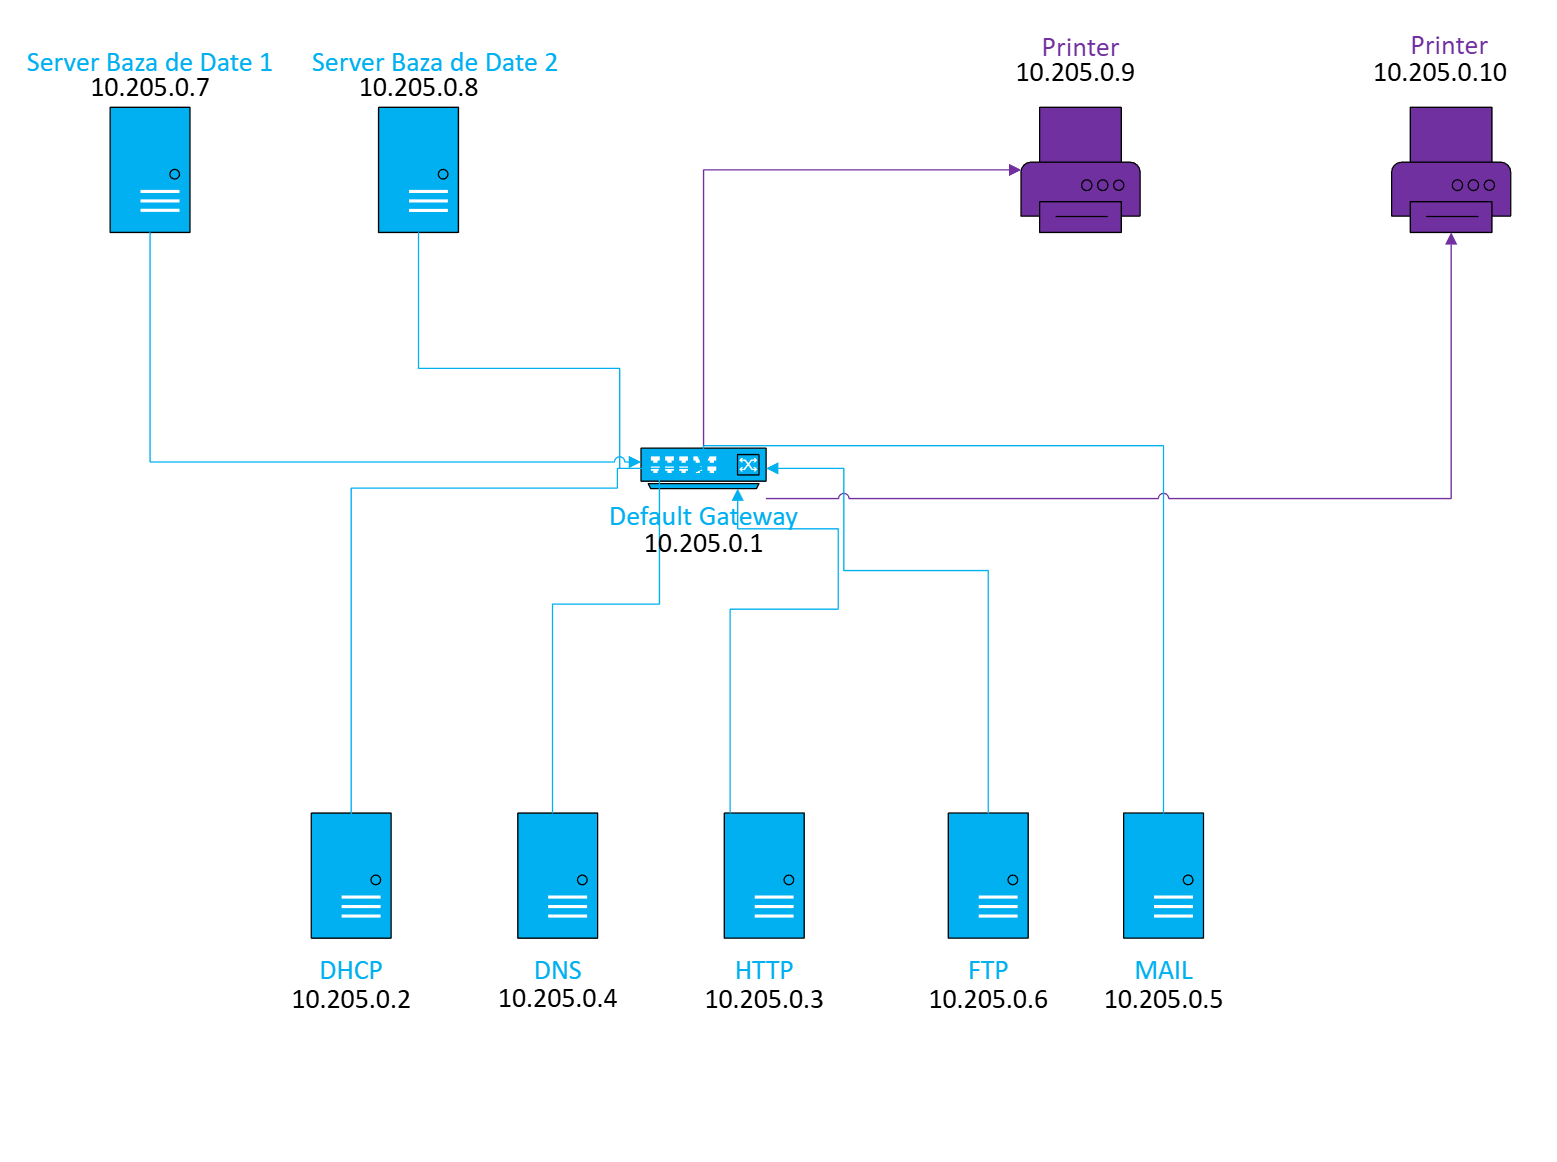 Server Baza de Date 1
10.205.0.7
Server Baza de Date 2
10.205.0.8
Printer
10.205.0.9
Printer
10.205.0.10
Default Gateway
10.205.0.1
DHCP
10.205.0.2
DNS
10.205.0.4
HTTP
10.205.0.3
FTP
10.205.0.6
MAIL
10.205.0.5